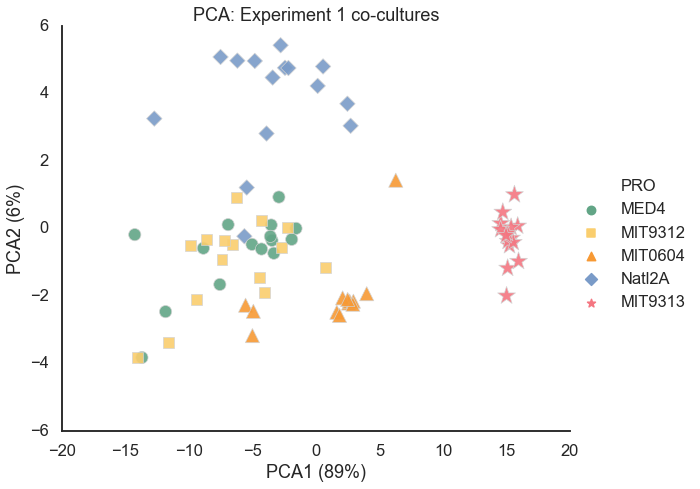 PCA: Experiment 1 co-cultures
6
4
2
0
−2
−4
−6
PCA2 (6%)
−20 −15 −10 −5 0 5 10 15 20
PCA1 (89%)
PRO
MED4
MIT9312
MIT0604
Natl2A
MIT9313